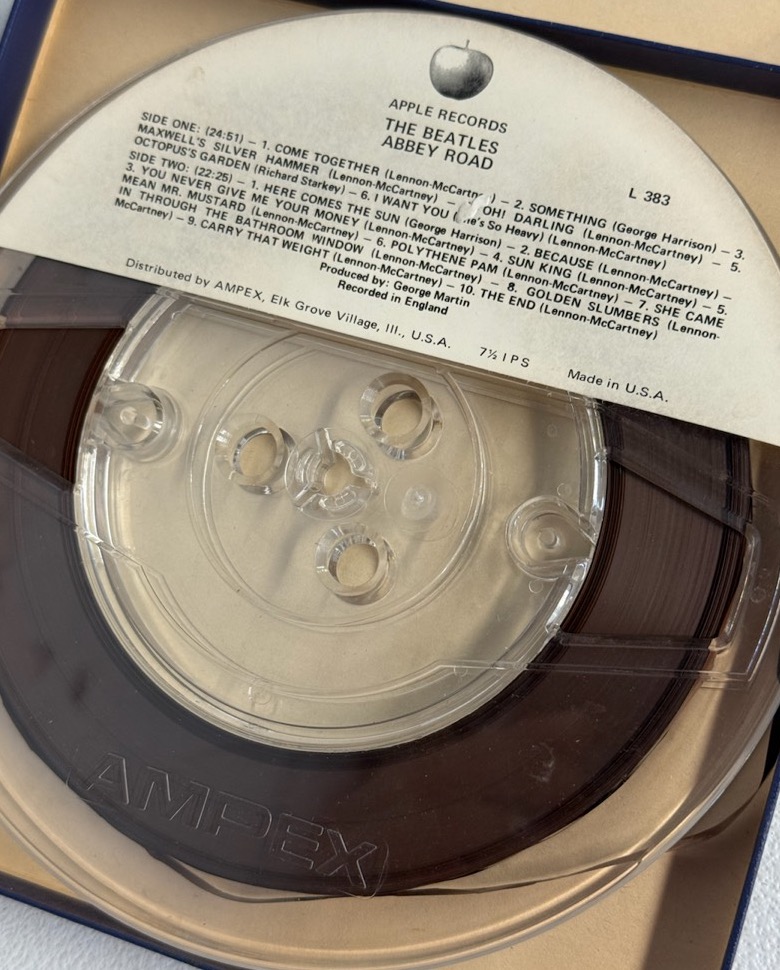 APPLE RECORDS
THE BEATLES
ABBEY ROAD
L 383
SIDE ONE: (24:51) – 1. COME TOGETHER (Lennon-McCartn ) – 2. SOMETHING (George Harrison) – 3.
MAXWELL'S SILVER HAMMER (Lennon-McCartney) – OH! DARLING (Lennon-McCartney) – 5.
OCTOPUS'S GARDEN (Richard Starkey) – 6. I WANT YOU ( e's So Heavy) (Lennon-McCartney)
SIDE TWO: (22:25) – 1. HERE COMES THE SUN (George Harrison) – 2. BECAUSE (Lennon-McCartney) –
3. YOU NEVER GIVE ME YOUR MONEY (Lennon-McCartney) – 4. SUN KING (Lennon-McCartney) – 5.
MEAN MR. MUSTARD (Lennon-McCartney) – 6. POLYTHENE PAM (Lennon-McCartney) – 7. SHE CAME
IN THROUGH THE BATHROOM WINDOW (Lennon-McCartney) – 8. GOLDEN SLUMBERS (Lennon-
McCartney) – 9. CARRY THAT WEIGHT (Lennon-McCartney) – 10. THE END (Lennon-McCartney)
Produced by: George Martin
Recorded in England
Distributed by AMPEX, Elk Grove Village, Ill., U.S.A. 7½ IPS Made in U.S.A.
AMPEX